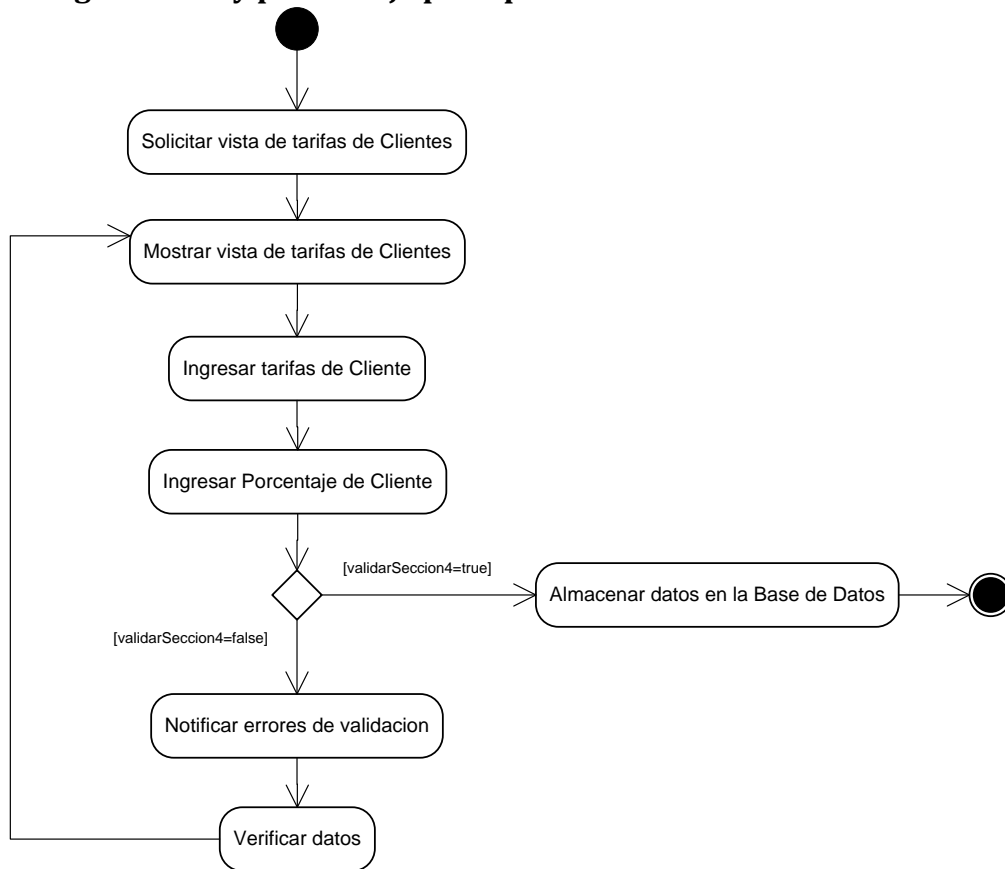 Solicitar vista de tarifas de Clientes
Mostrar vista de tarifas de Clientes
Ingresar tarifas de Cliente
Ingresar Porcentaje de Cliente
[validarSeccion4=true]
Almacenar datos en la Base de Datos
[validarSeccion4=false]
Notificar errores de validacion
Verificar datos